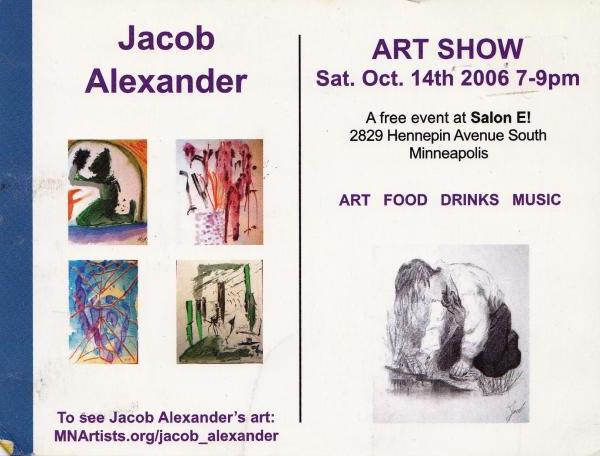 Jacob
Alexander
To see Jacob Alexander's art:
MNArtists.org/jacob_alexander
ART SHOW
Sat. Oct. 14th 2006 7-9pm
A free event at Salon E!
2829 Hennepin Avenue South
Minneapolis
ART FOOD DRINKS MUSIC